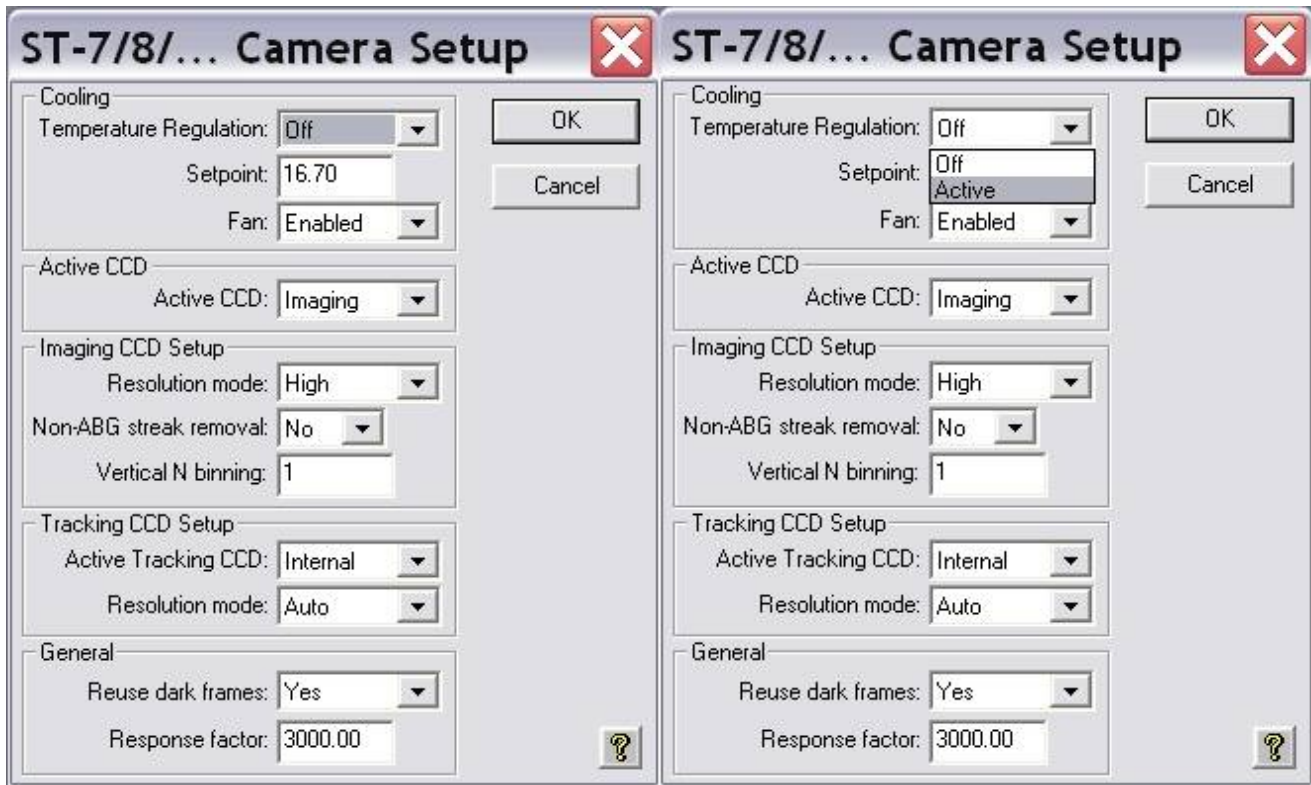 ST-7/8/... Camera Setup
Cooling
Temperature Regulation: Off
Setpoint: 16.70
Fan: Enabled
OK
Cancel
Active CCD
Active CCD: Imaging
Imaging CCD Setup
Resolution mode: High
Non-ABG streak removal: No
Vertical N binning: 1
Tracking CCD Setup
Active Tracking CCD: Internal
Resolution mode: Auto
General
Reuse dark frames: Yes
Response factor: 3000.00
?
ST-7/8/... Camera Setup
Cooling
Temperature Regulation: Off
Off
Setpoint:
Active
Fan: Enabled
OK
Cancel
Active CCD
Active CCD: Imaging
Imaging CCD Setup
Resolution mode: High
Non-ABG streak removal: No
Vertical N binning: 1
Tracking CCD Setup
Active Tracking CCD: Internal
Resolution mode: Auto
General
Reuse dark frames: Yes
Response factor: 3000.00
?